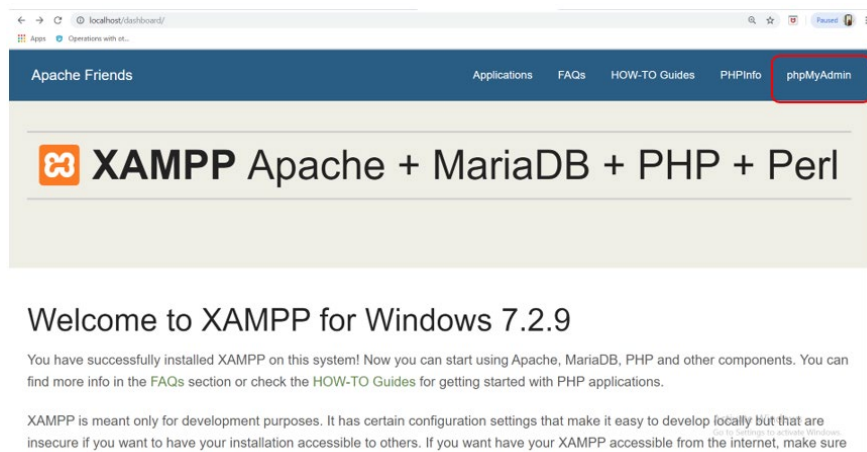 localhost/dashboard/
Paused
Apps Operations with ot...
Apache Friends Applications FAQs HOW-TO Guides PHPInfo phpMyAdmin
XAMPP Apache + MariaDB + PHP + Perl
Welcome to XAMPP for Windows 7.2.9
You have successfully installed XAMPP on this system! Now you can start using Apache, MariaDB, PHP and other components. You can
find more info in the FAQs section or check the HOW-TO Guides for getting started with PHP applications.
XAMPP is meant only for development purposes. It has certain configuration settings that make it easy to develop locally but that are
Go to Settings to activate Windows.
insecure if you want to have your installation accessible to others. If you want have your XAMPP accessible from the internet, make sure